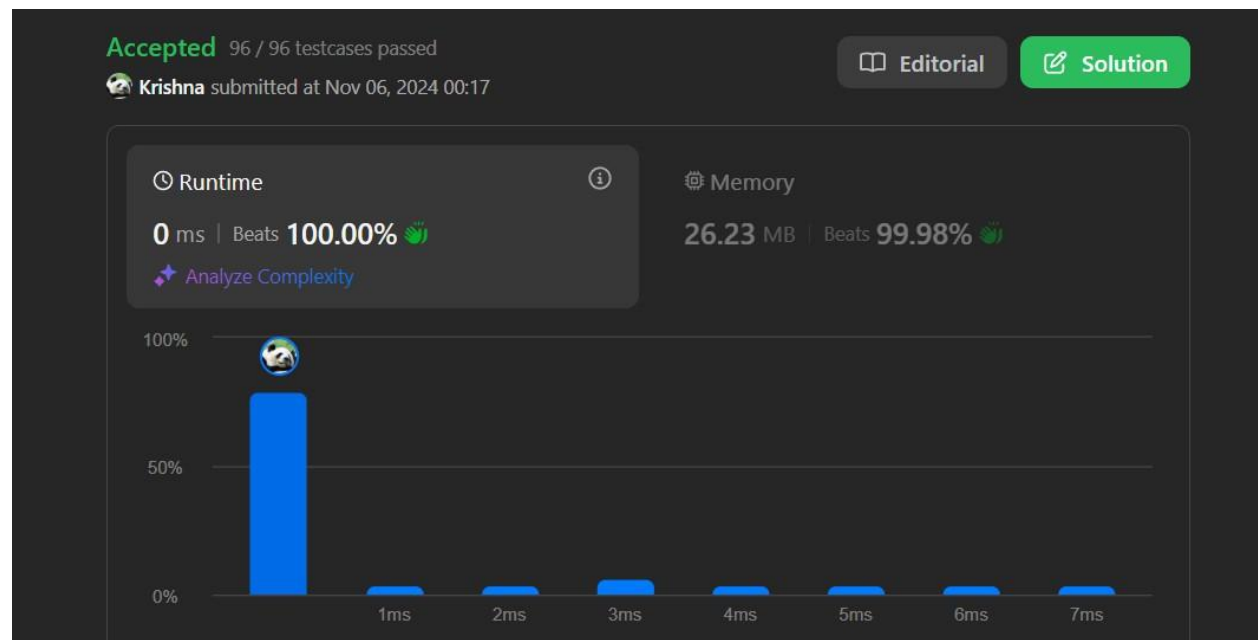 Accepted 96 / 96 testcases passed
Krishna submitted at Nov 06, 2024 00:17
Editorial
Solution
Runtime
0 ms | Beats 100.00%
Analyze Complexity
Memory
26.23 MB | Beats 99.98%
100%
50%
0%
1ms 2ms 3ms 4ms 5ms 6ms 7ms